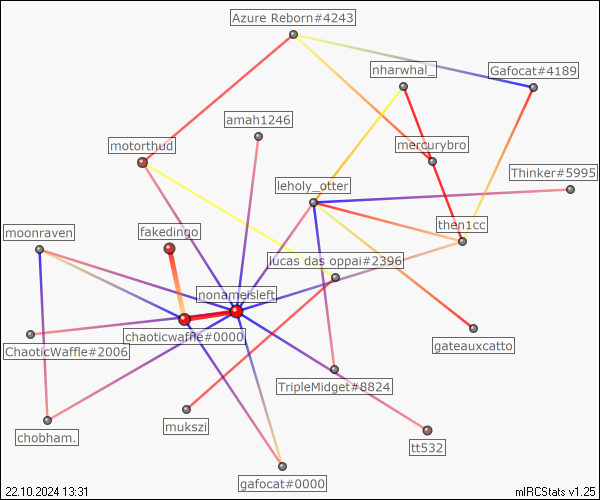 Azure Reborn#4243
nharwhal_
Gafocat#4189
amah1246
motorthud
mercurybro
Thinker#5995
leholy_otter
moonraven
fakedingo
then1cc
lucas das oppai#2396
nonameisleft
chaoticwaffle#0000
ChaoticWaffle#2006
gateauxcatto
TripleMidget#8824
chobham.
mukszi
tt532
gafocat#0000
22.10.2024 13:31
mIRCStats v1.25